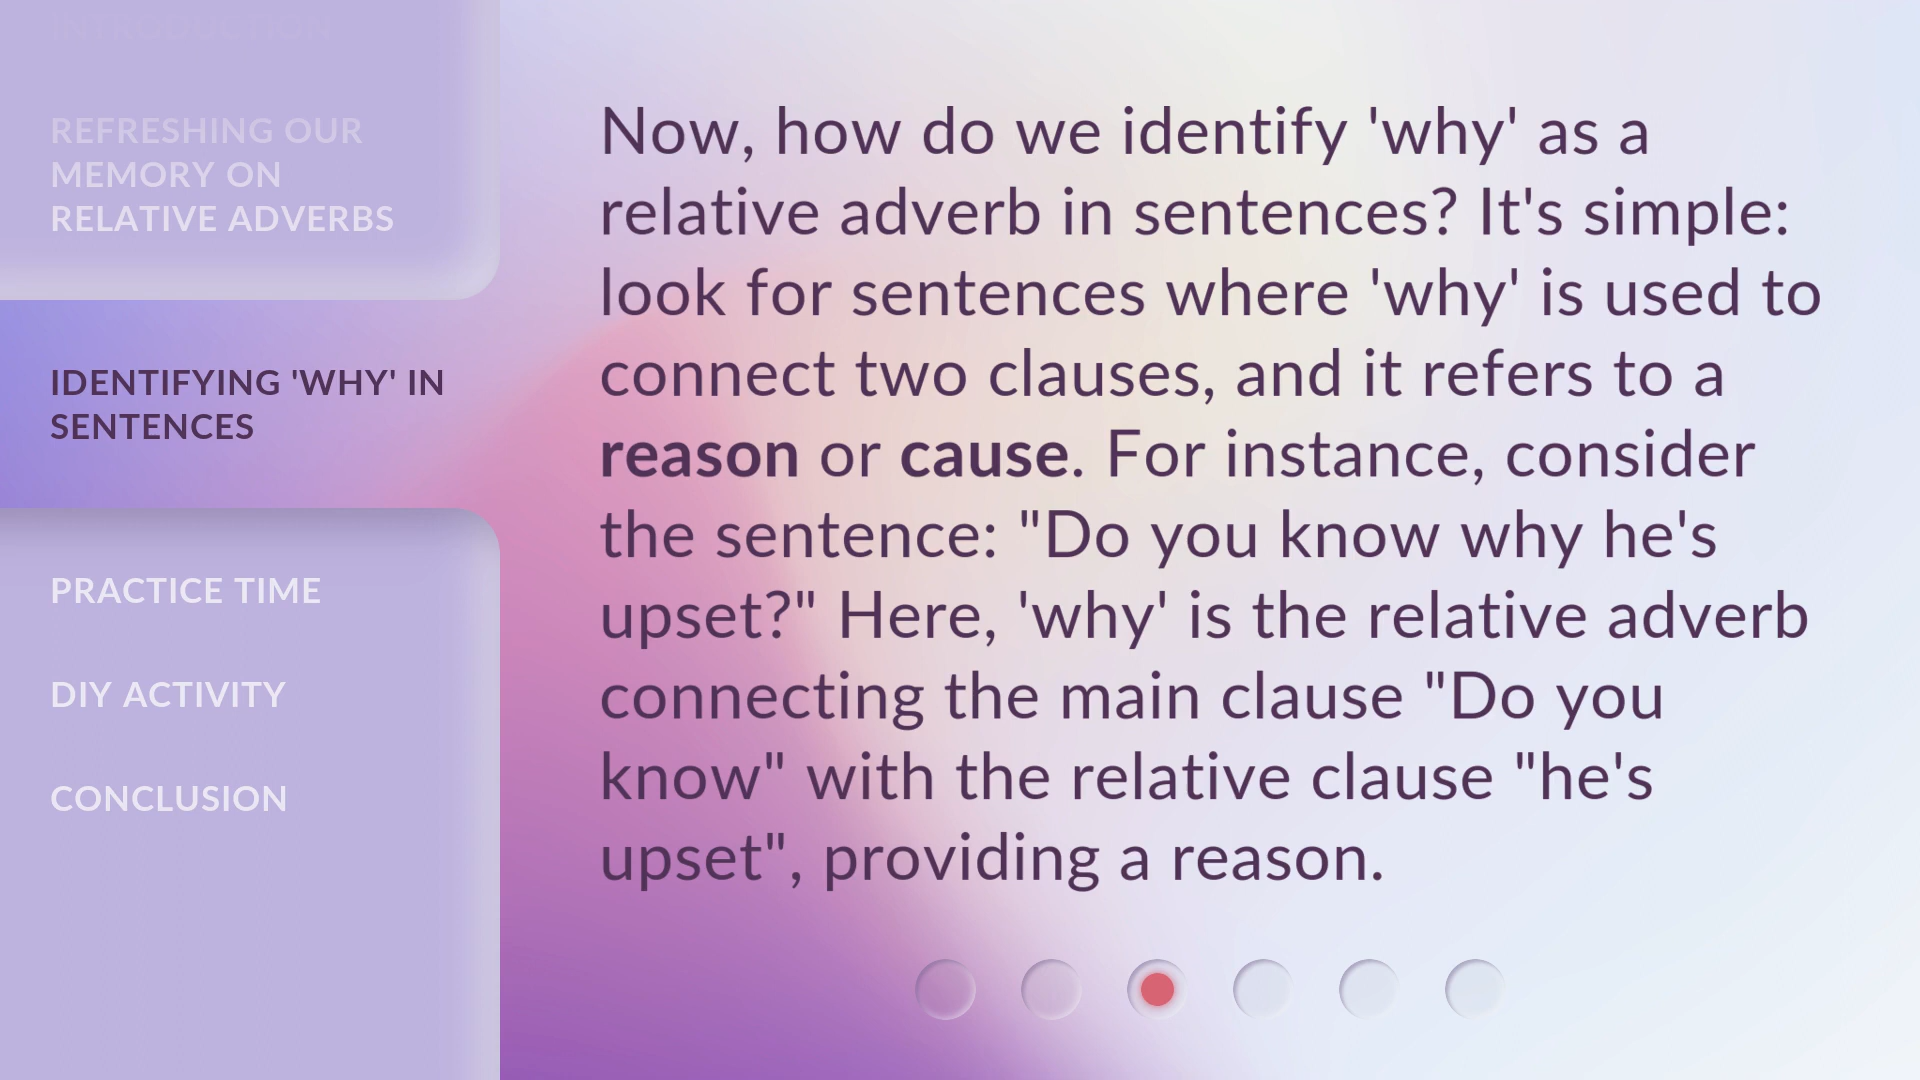 INTRODUCTION
REFRESHING OUR
MEMORY ON
RELATIVE ADVERBS
IDENTIFYING 'WHY' IN
SENTENCES
PRACTICE TIME
DIY ACTIVITY
CONCLUSION
Now, how do we identify 'why' as a
relative adverb in sentences? It's simple:
look for sentences where 'why' is used to
connect two clauses, and it refers to a
reason or cause. For instance, consider
the sentence: "Do you know why he's
upset?" Here, 'why' is the relative adverb
connecting the main clause "Do you
know" with the relative clause "he's
upset", providing a reason.